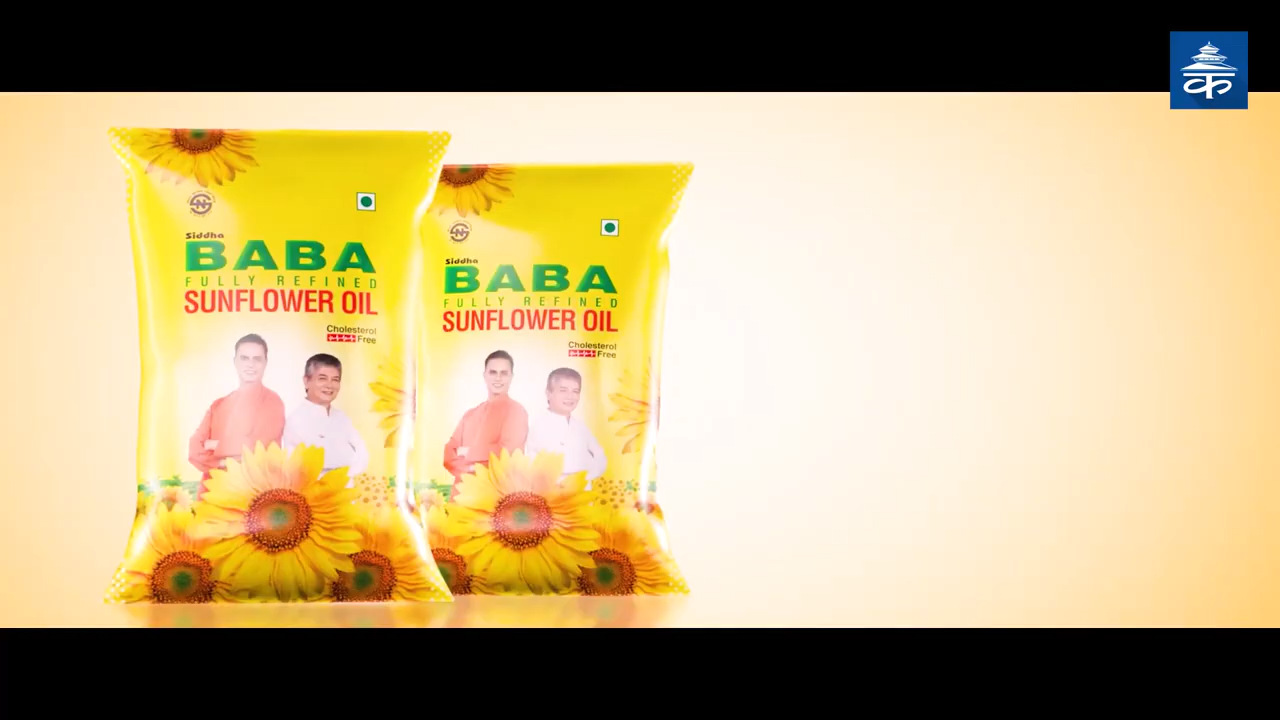 क
Siddha
BABA
FULLY REFINED
SUNFLOWER OIL
Cholesterol
Free
Siddha
BABA
FULLY REFINED
SUNFLOWER OIL
Cholesterol
Free